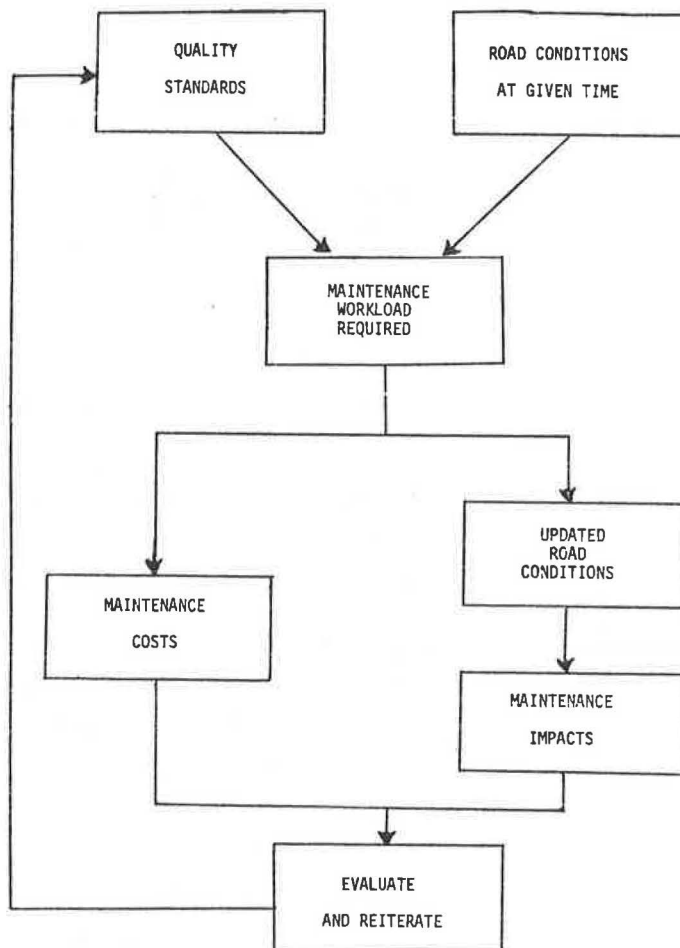 QUALITY
STANDARDS
ROAD CONDITIONS
AT GIVEN TIME
MAINTENANCE
WORKLOAD
REQUIRED
UPDATED
ROAD
CONDITIONS
MAINTENANCE
COSTS
MAINTENANCE
IMPACTS
EVALUATE
AND REITERATE